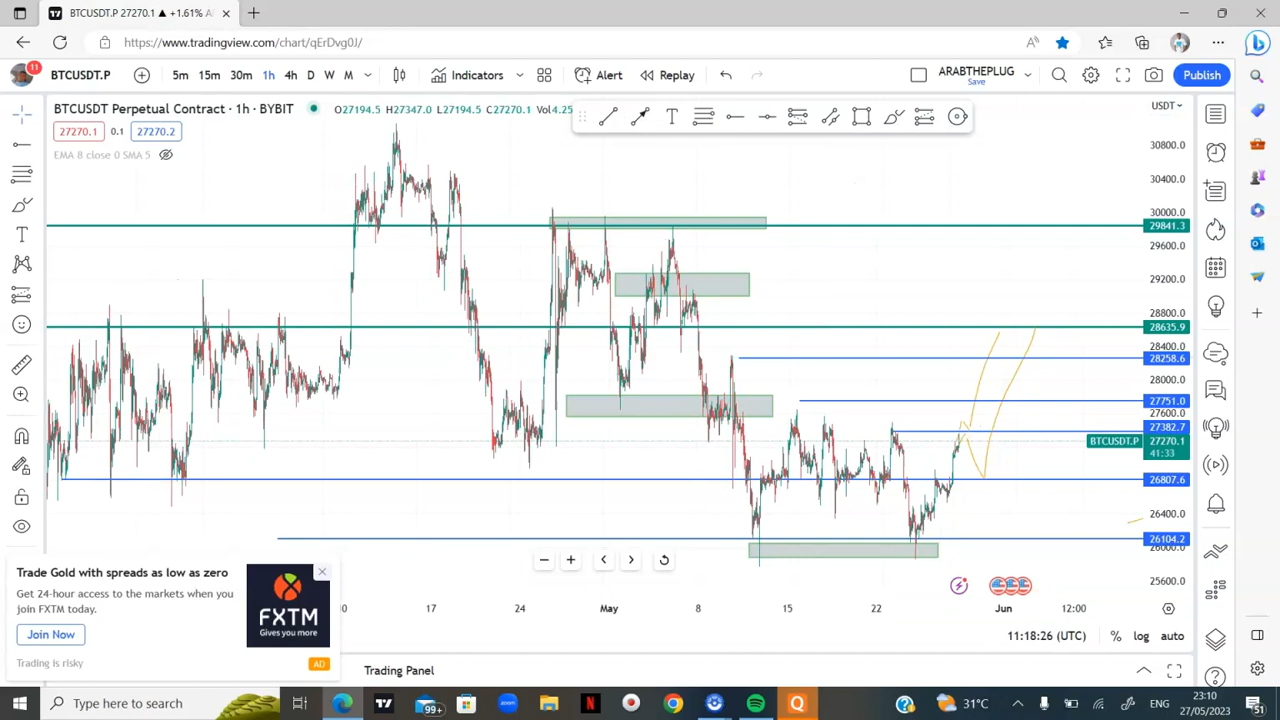 BTCUSDT.P 27270.1 ▲ +1.61% A
https://www.tradingview.com/chart/qErDvg0J/
11
BTCUSDT.P
5m 15m 30m 1h 4h D W M
Indicators
Alert
Replay
ARABTHEPLUG
Save
Publish
BTCUSDT Perpetual Contract · 1h · BYBIT
O27194.5 H27347.0 L27194.5 C27270.1 Vol4.25
USDT
27270.1 0.1 27270.2
EMA 8 close 0 SMA 5
30800.0
30400.0
30000.0
29841.3
29600.0
29200.0
28800.0
28635.9
28400.0
28258.6
28000.0
27751.0
27600.0
27382.7
BTCUSDT.P 27270.1
41:33
26807.6
26400.0
26104.2
26000.0
25600.0
17 24 May 8 15 22 Jun 12:00
Trade Gold with spreads as low as zero
Get 24-hour access to the markets when you
join FXTM today.
Join Now
Trading is risky
AD
FXTM
Gives you more
11:18:26 (UTC)
% log auto
Trading Panel
Type here to search
99+
31°C
ENG
23:10
27/05/2023
51